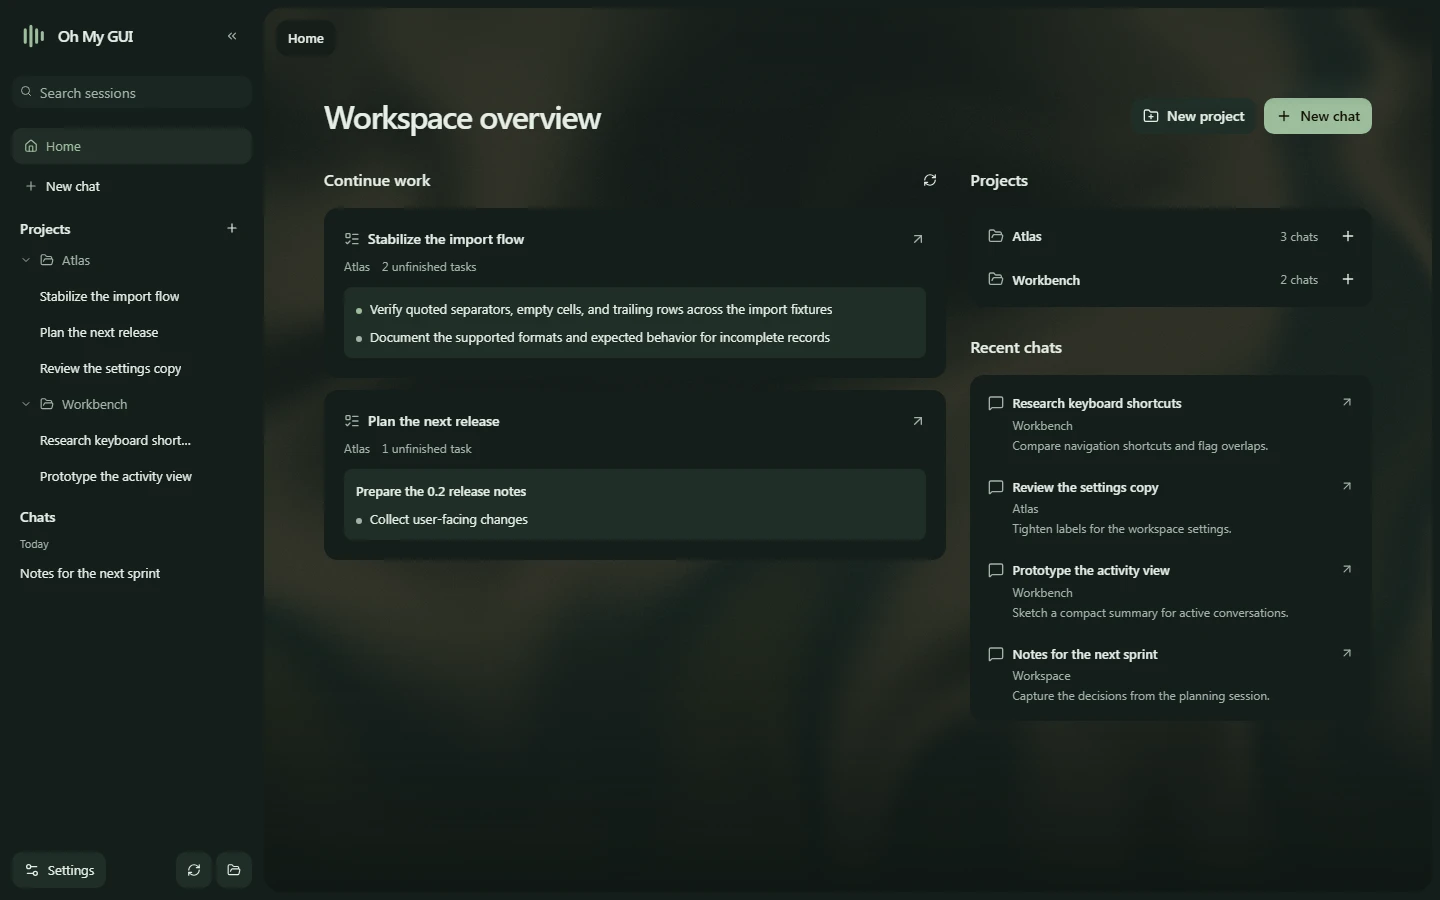 Oh My GUI
Search sessions
Home
New chat
Projects
Atlas
Stabilize the import flow
Plan the next release
Review the settings copy
Workbench
Research keyboard short...
Prototype the activity view
Chats
Today
Notes for the next sprint
Settings
Home
Workspace overview
New project
New chat
Continue work
Stabilize the import flow
Atlas 2 unfinished tasks
Verify quoted separators, empty cells, and trailing rows across the import fixtures
Document the supported formats and expected behavior for incomplete records
Plan the next release
Atlas 1 unfinished task
Prepare the 0.2 release notes
Collect user-facing changes
Projects
Atlas 3 chats
Workbench 2 chats
Recent chats
Research keyboard shortcuts
Workbench
Compare navigation shortcuts and flag overlaps.
Review the settings copy
Atlas
Tighten labels for the workspace settings.
Prototype the activity view
Workbench
Sketch a compact summary for active conversations.
Notes for the next sprint
Workspace
Capture the decisions from the planning session.